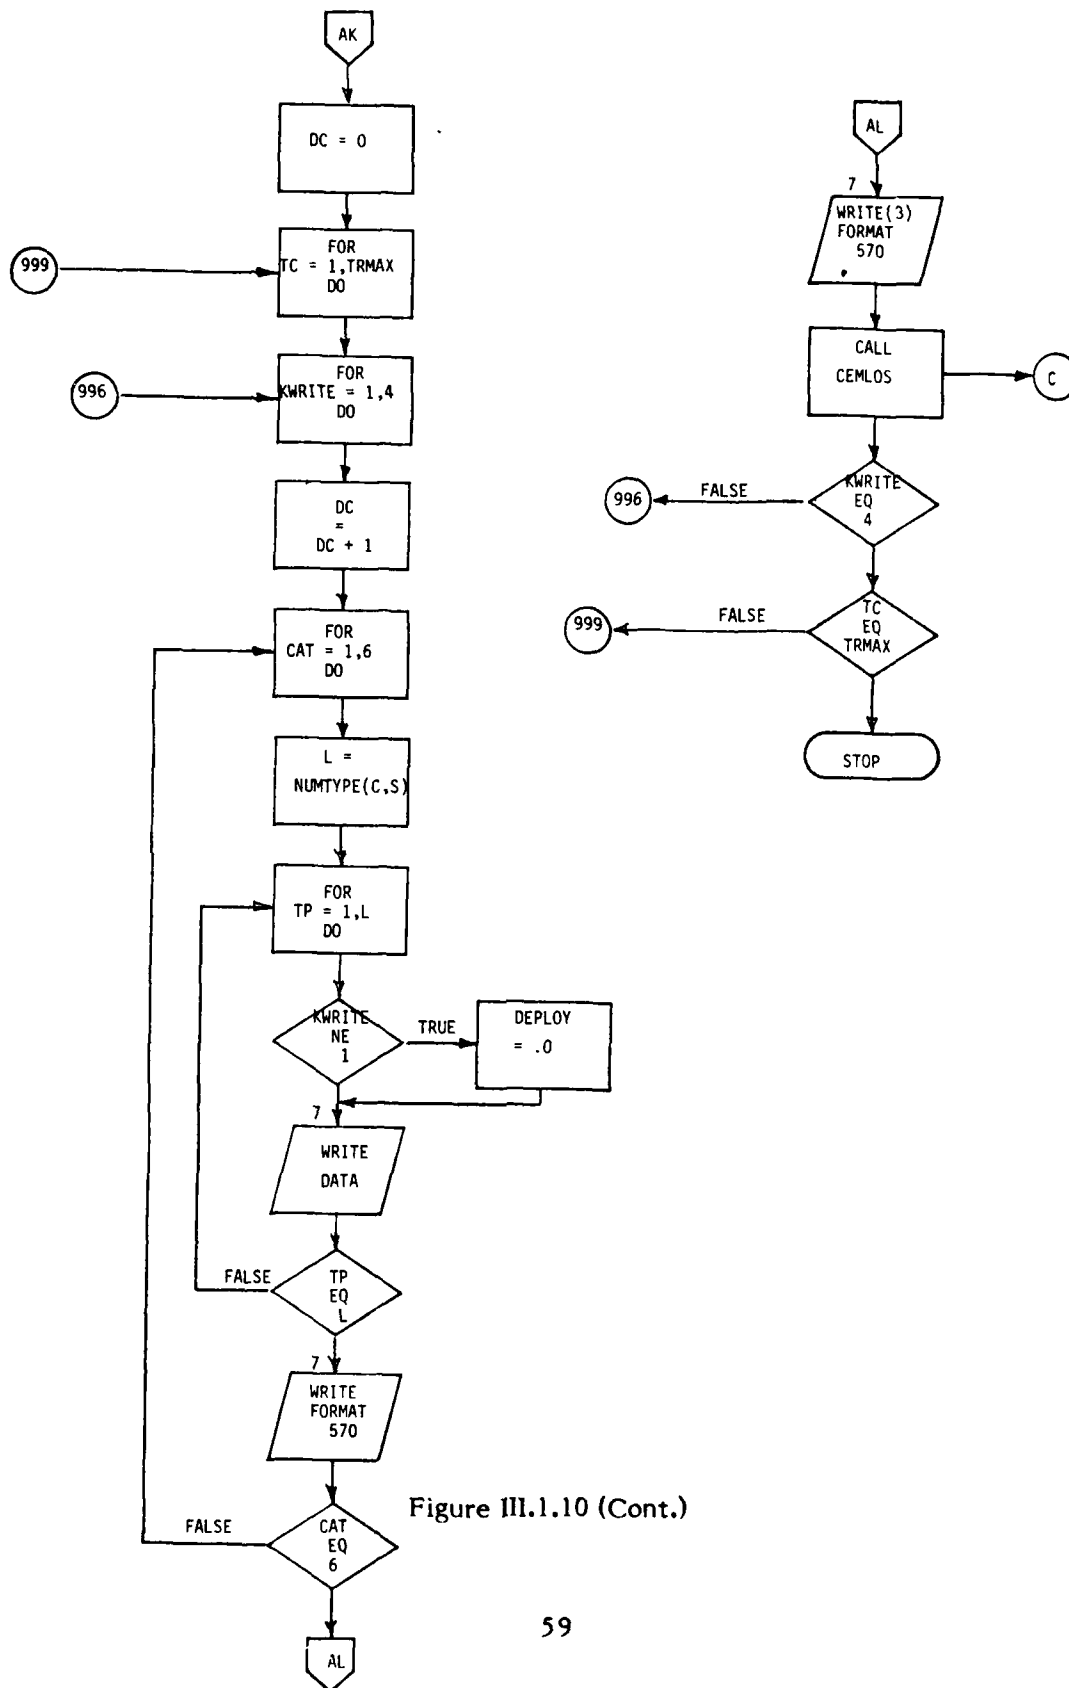 AK
DC = 0
999
FOR
TC = 1,TRMAX
DO
996
FOR
KWRITE = 1,4
DO
DC
=
DC + 1
FOR
CAT = 1,6
DO
L =
NUMTYPE(C,S)
FOR
TP = 1,L
DO
KWRITE
NE
1
TRUE
DEPLOY
= .0
7
WRITE
DATA
FALSE
TP
EQ
L
7
WRITE
FORMAT
570
FALSE
CAT
EQ
6
AL
AL
7
WRITE(3)
FORMAT
570
CALL
CEMLOS
C
KWRITE
EQ
4
FALSE
996
TC
EQ
TRMAX
FALSE
999
STOP
Figure III.1.10 (Cont.)
59